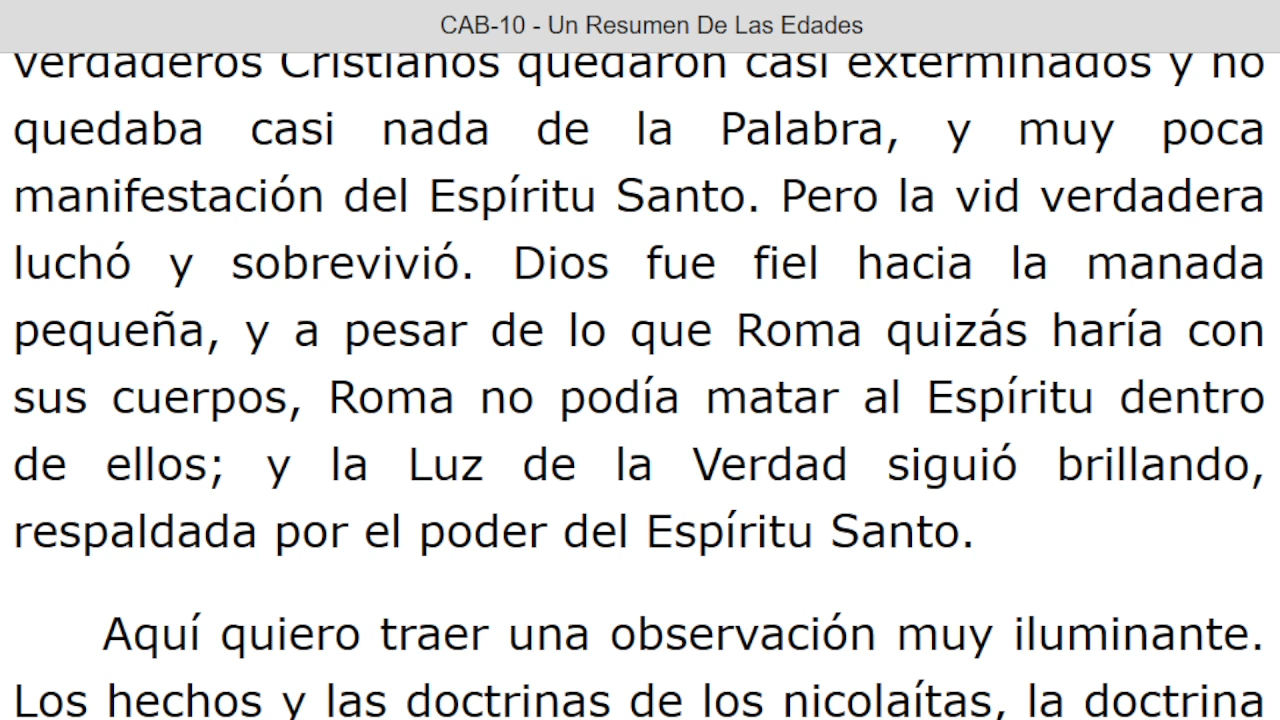 CAB-10 - Un Resumen De Las Edades
verdaderos Cristianos quedaron casi exterminados y no
quedaba casi nada de la Palabra, y muy poca
manifestación del Espíritu Santo. Pero la vid verdadera
luchó y sobrevivió. Dios fue fiel hacia la manada
pequeña, y a pesar de lo que Roma quizás haría con
sus cuerpos, Roma no podía matar al Espíritu dentro
de ellos; y la Luz de la Verdad siguió brillando,
respaldada por el poder del Espíritu Santo.
Aquí quiero traer una observación muy iluminante.
Los hechos y las doctrinas de los nicolaítas, la doctrina